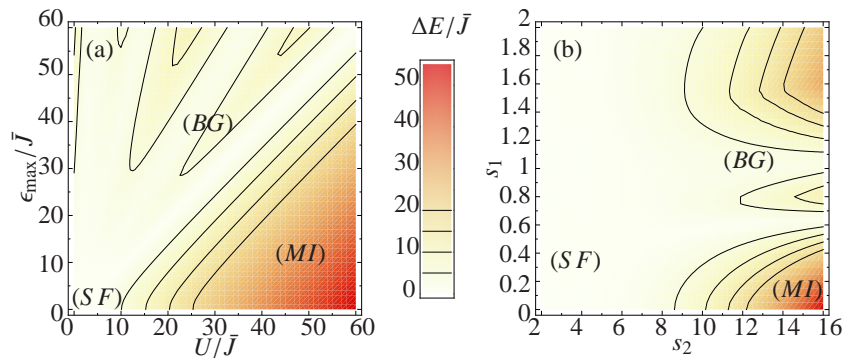 (a)
60
50
40
30
20
10
0
ϵmax/J̄
(BG)
(MI)
(SF)
0 10 20 30 40 50 60
U/J̄
ΔE/J̄
50
40
30
20
10
0
(b)
2
1.8
1.6
1.4
1.2
1
0.8
0.6
0.4
0.2
0
s₁
(BG)
(SF)
(MI)
2 4 6 8 10 12 14 16
s₂